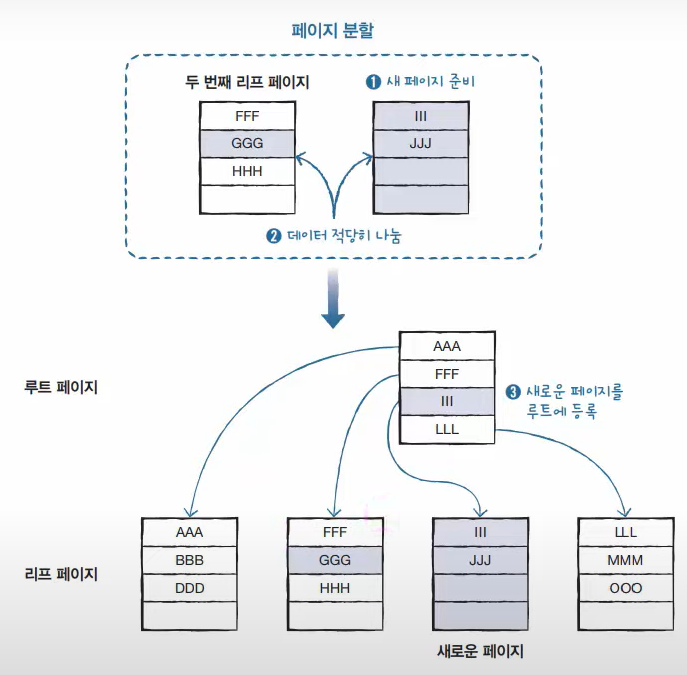 페이지 분할
두 번째 리프 페이지
❶ 새 페이지 준비
FFF
GGG
HHH
III
JJJ
❷ 데이터 적당히 나눔
루트 페이지
AAA
FFF
III
LLL
❸ 새로운 페이지를
루트에 등록
리프 페이지
AAA
BBB
DDD
FFF
GGG
HHH
III
JJJ
LLL
MMM
OOO
새로운 페이지